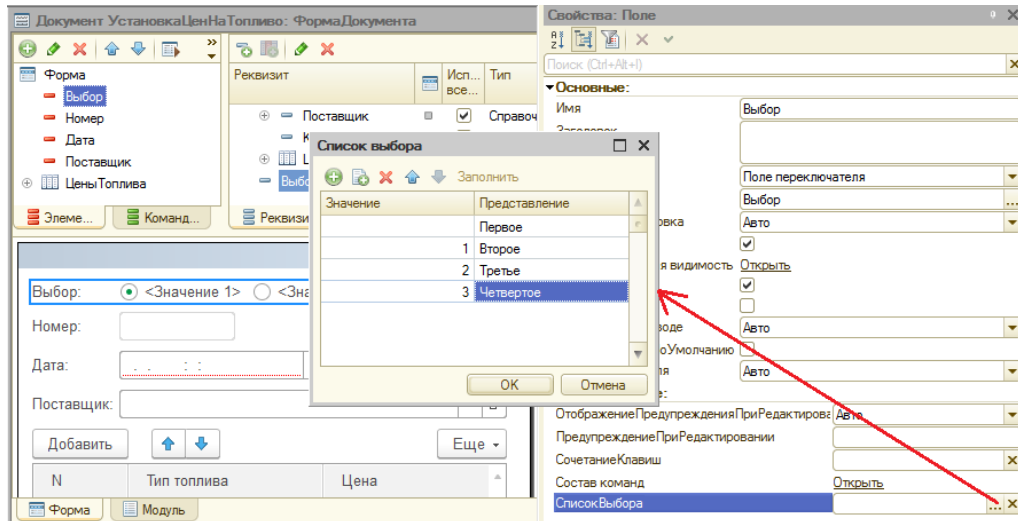 Документ УстановкаЦенНаТопливо: ФормаДокумента
Форма
Выбор
Номер
Дата
Поставщик
ЦеныТоплива
Элеме...
Команд...
Реквизит
Исп... все...
Тип
Поставщик
Справоч
Реквизи
Выбор:
<Значение 1>
Номер:
Дата:
. . : :
Поставщик:
Добавить
Еще
N Тип топлива Цена
Форма
Модуль
Список выбора
Заполнить
Значение Представление
Первое
1 Второе
2 Третье
3 Четвертое
OK
Отмена
Свойства: Поле
Поиск (Ctrl+Alt+I)
Основные:
Имя
Выбор
Поле переключателя
Выбор
Авто
видимость Открыть
Авто
Авто
ОтображениеПредупрежденияПриРедактирова
Авто
ПредупреждениеПриРедактировании
СочетаниеКлавиш
Состав команд Открыть
СписокВыбора